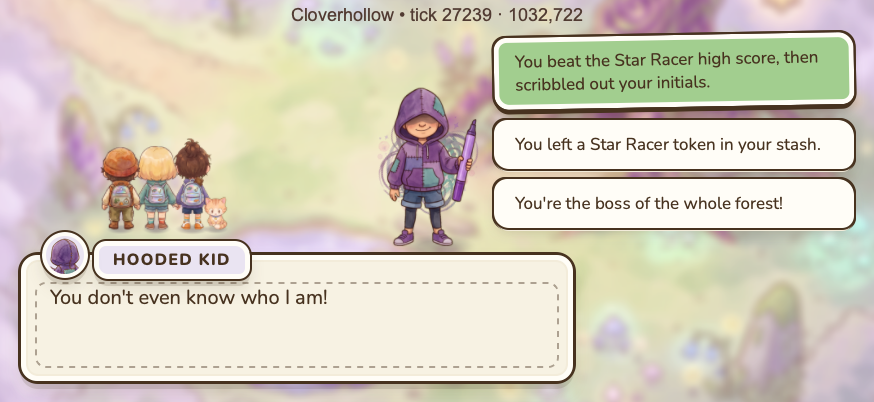 Cloverhollow • tick 27239 · 1032,722
You beat the Star Racer high score, then
scribbled out your initials.
You left a Star Racer token in your stash.
You're the boss of the whole forest!
HOODED KID
You don't even know who I am!